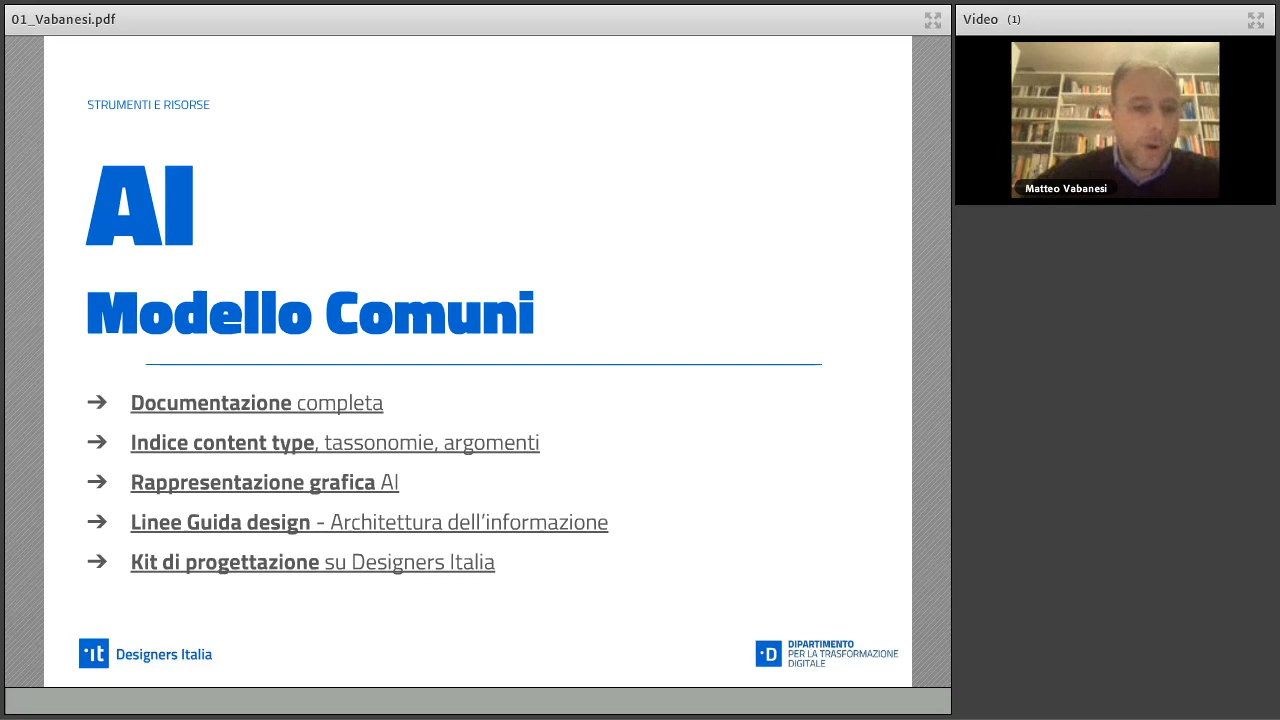 01_Vabanesi.pdf
Video (1)
STRUMENTI E RISORSE
AI
Modello Comuni
➔ Documentazione completa
➔ Indice content type, tassonomie, argomenti
➔ Rappresentazione grafica AI
➔ Linee Guida design - Architettura dell’informazione
➔ Kit di progettazione su Designers Italia
.it Designers Italia
.D DIPARTIMENTO
PER LA TRASFORMAZIONE
DIGITALE
Matteo Vabanesi